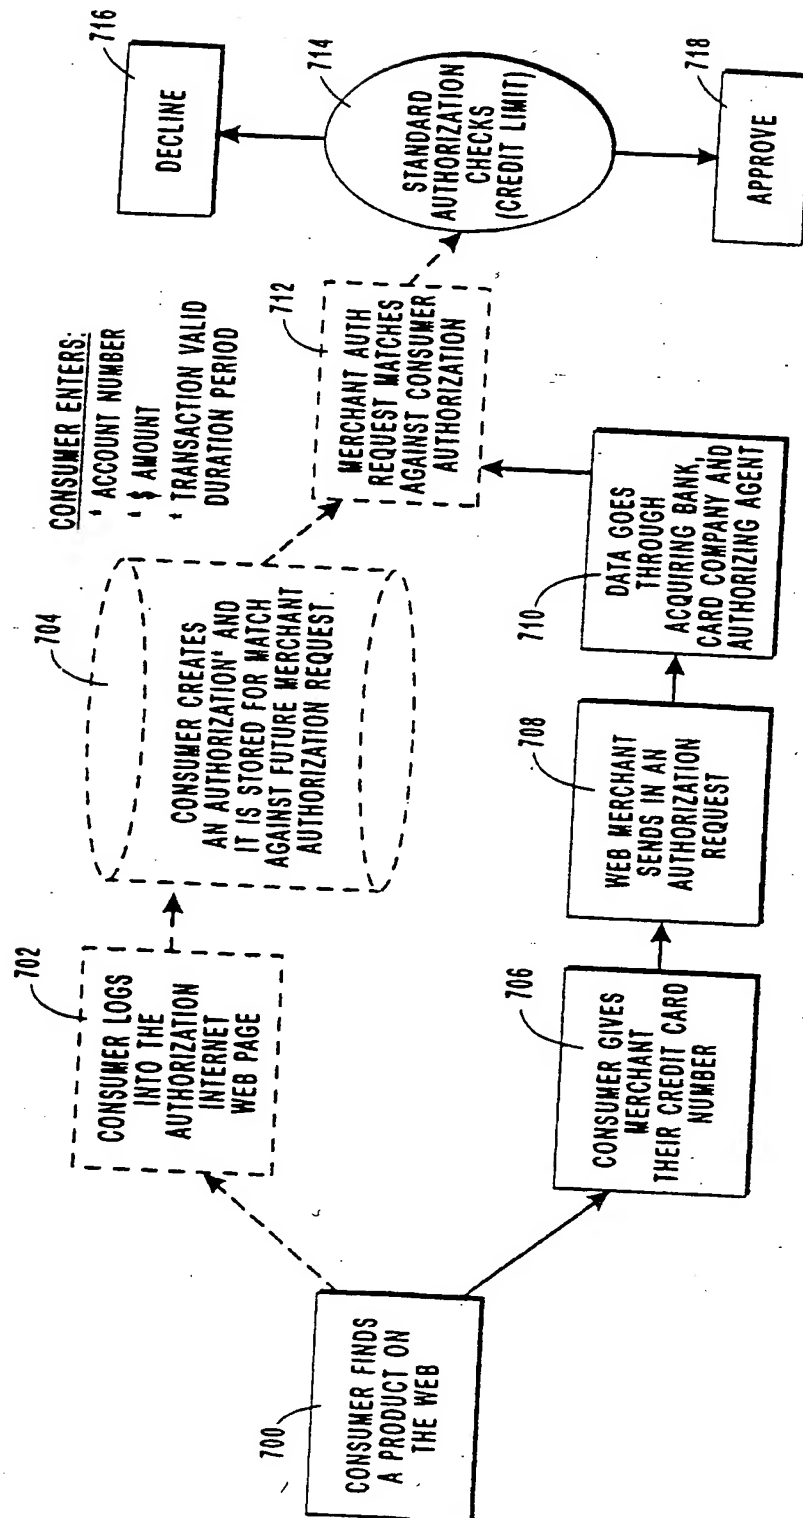 700
CONSUMER FINDS
A PRODUCT ON
THE WEB
702
CONSUMER LOGS
INTO THE
AUTHORIZATION
INTERNET
WEB PAGE
704
CONSUMER CREATES
AN AUTHORIZATION* AND
IT IS STORED FOR MATCH
AGAINST FUTURE MERCHANT
AUTHORIZATION REQUEST
CONSUMER ENTERS:
* ACCOUNT NUMBER
* $ AMOUNT
* TRANSACTION VALID
DURATION PERIOD
706
CONSUMER GIVES
MERCHANT
THEIR CREDIT CARD
NUMBER
708
WEB MERCHANT
SENDS IN AN
AUTHORIZATION
REQUEST
710
DATA GOES
THROUGH
ACQUIRING BANK,
CARD COMPANY AND
AUTHORIZING AGENT
712
MERCHANT AUTH
REQUEST MATCHES
AGAINST CONSUMER
AUTHORIZATION
714
STANDARD
AUTHORIZATION
CHECKS
(CREDIT LIMIT)
716
DECLINE
718
APPROVE